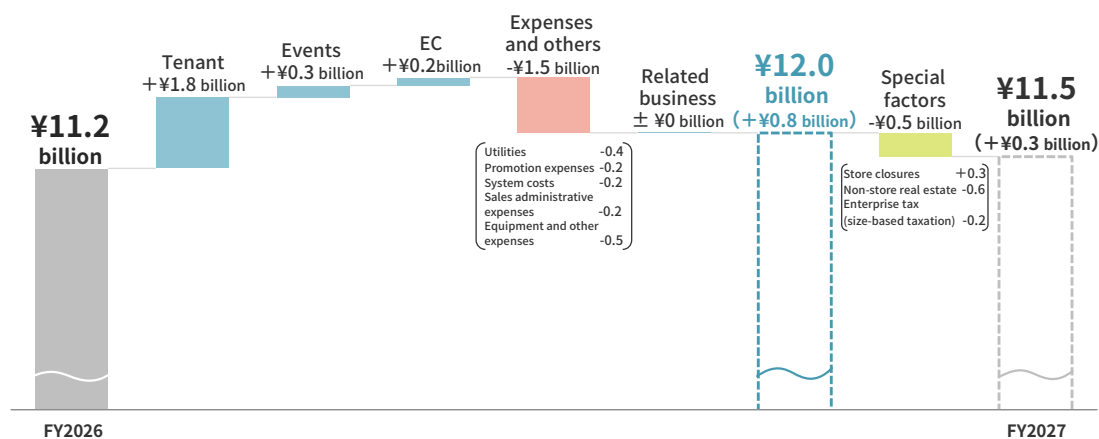 ¥11.2
billion
Tenant
+¥1.8 billion
Events
+¥0.3 billion
EC
+¥0.2billion
Expenses
and others
-¥1.5 billion
Utilities -0.4
Promotion expenses -0.2
System costs -0.2
Sales administrative
expenses -0.2
Equipment and other
expenses -0.5
Related
business
± ¥0 billion
¥12.0
billion
(+¥0.8 billion)
Special
factors
-¥0.5 billion
Store closures +0.3
Non-store real estate -0.6
Enterprise tax
(size-based taxation) -0.2
¥11.5
billion
(+¥0.3 billion)
FY2026
FY2027